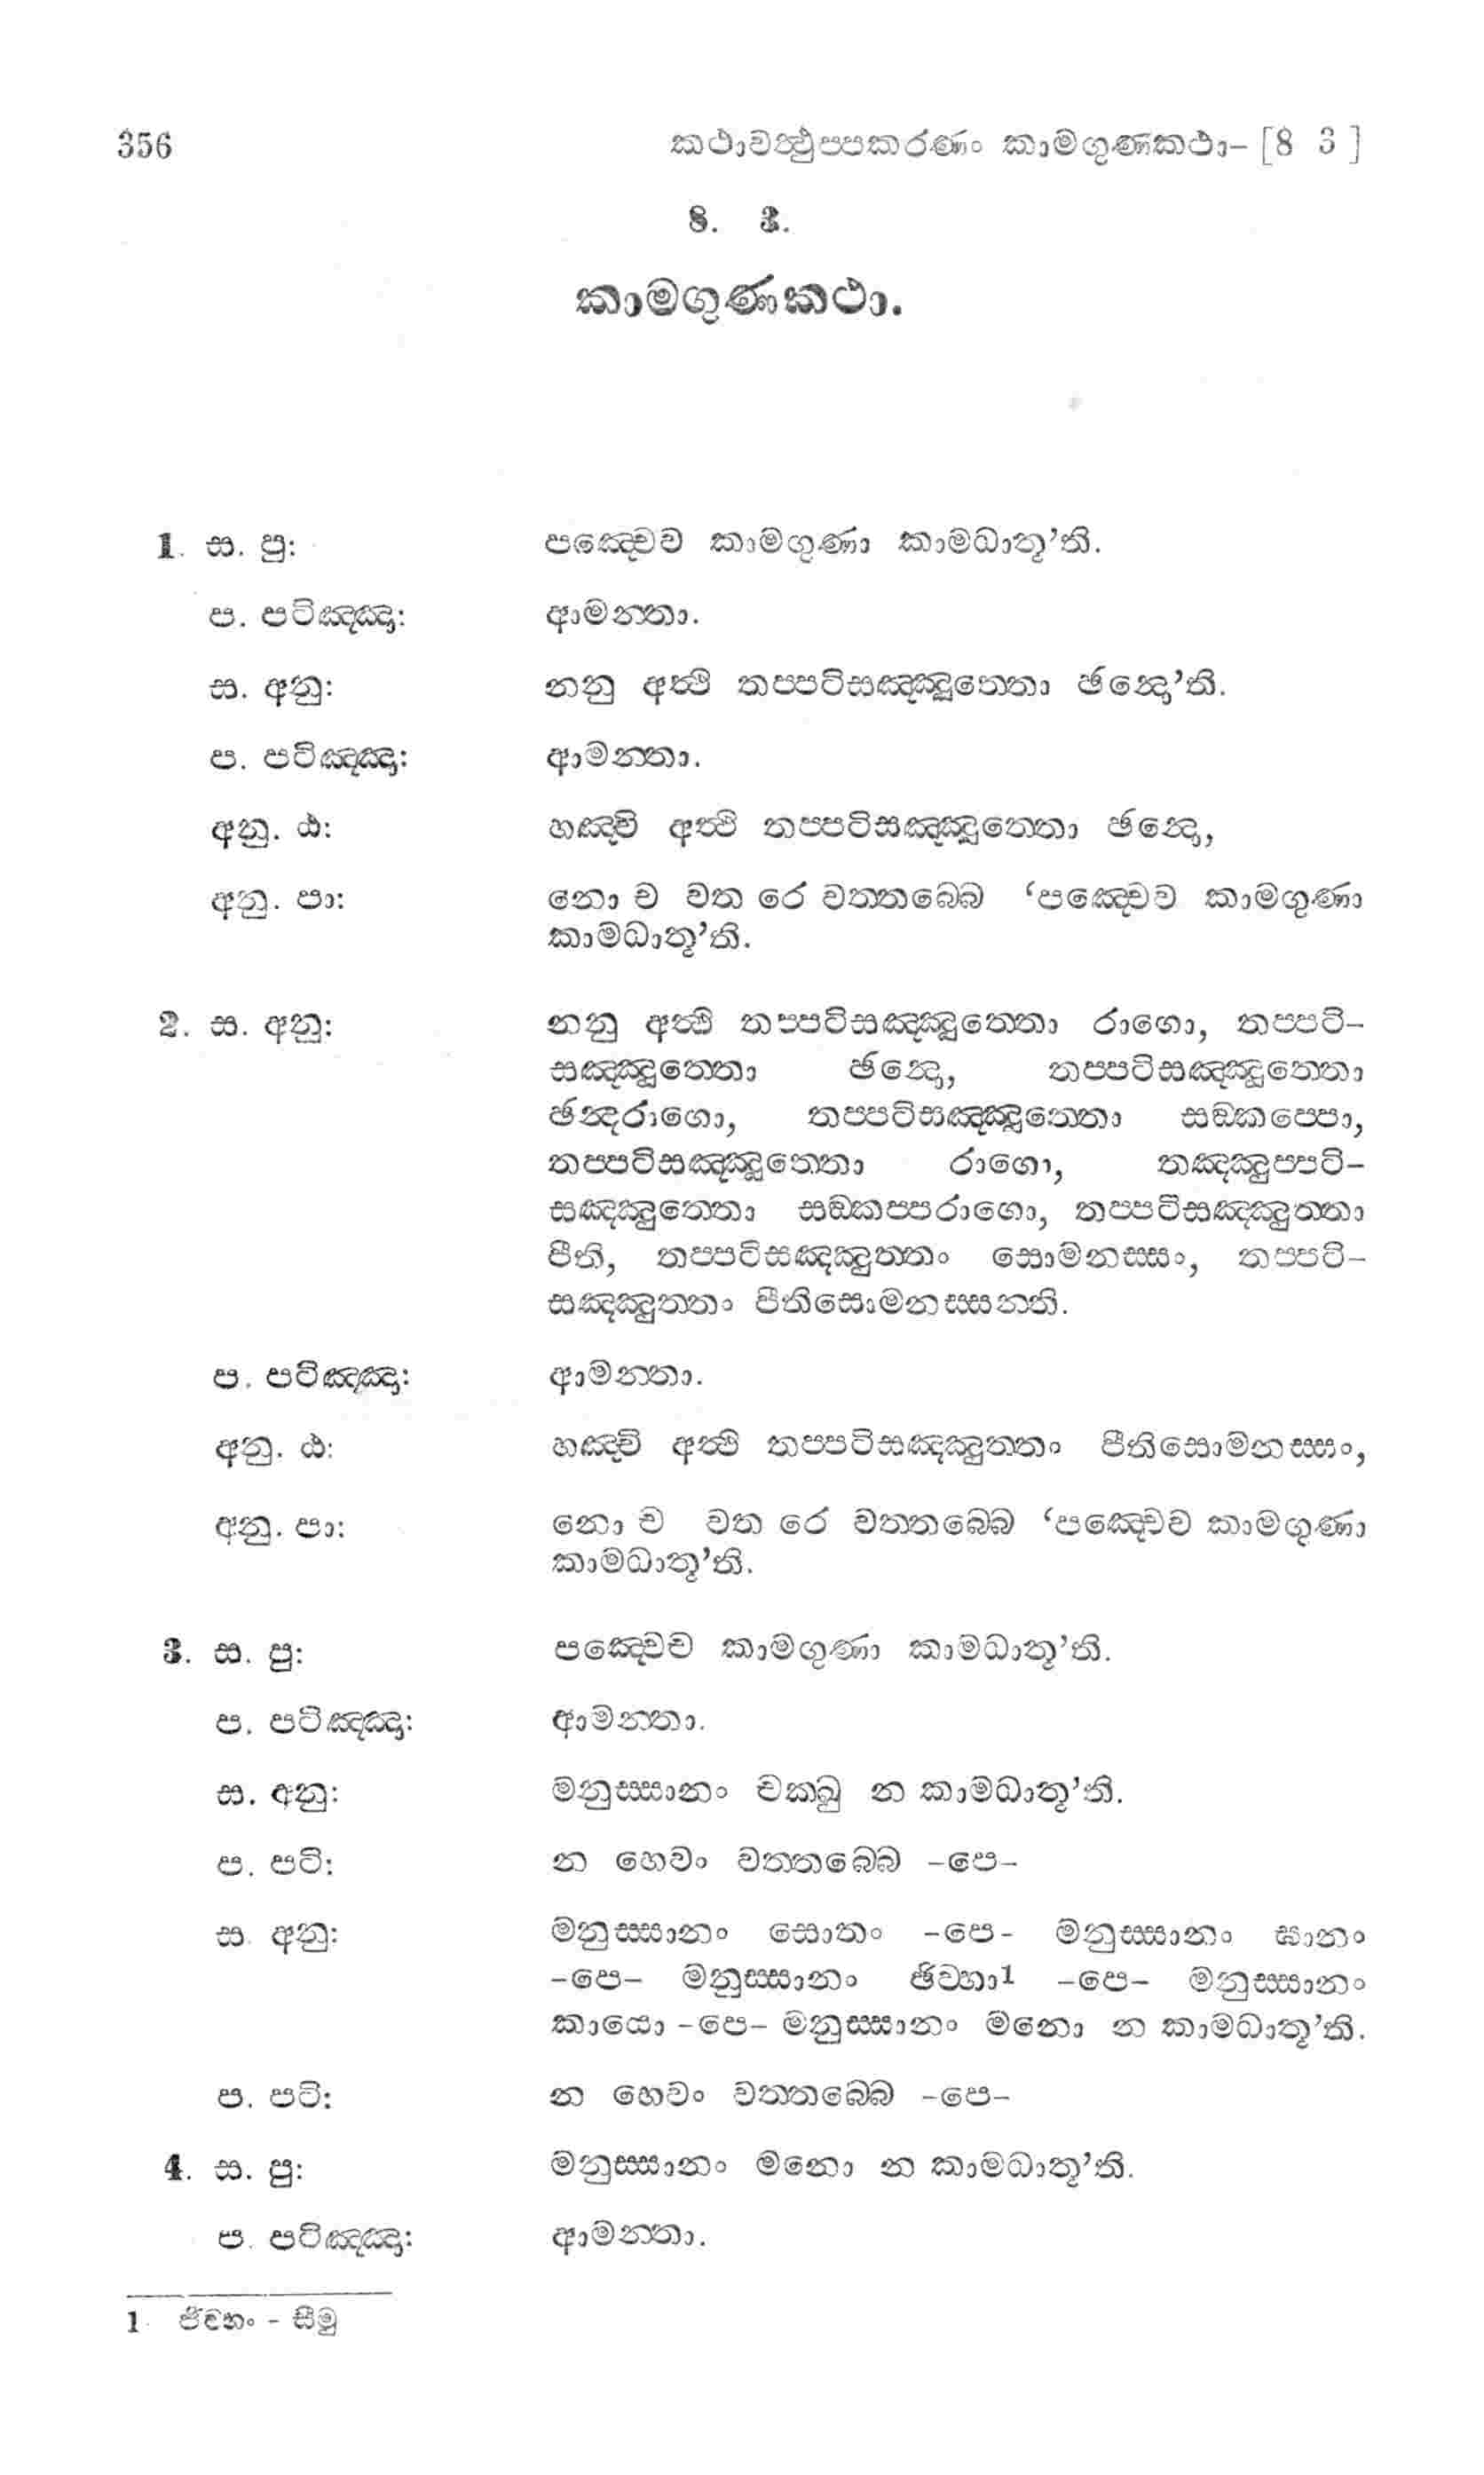 356 කථාවත්‍ථුප්පකරණං කාමගුණකථා– [8 3]
8. 3.
කාමගුණකථා.
1. ස. පු: පඤ්චෙව කාමගුණා කාමධාතූ’ති.
ප. පටිඤ්ඤා: ආමන්තා.
ස. අනු: නනු අත්‍ථි තප්පටිසඤ්ඤුත්තො ඡන්‍දො’ති.
ප. පටිඤ්ඤා: ආමන්තා.
අනු. ඨ: හඤ්චි අත්‍ථි තප්පටිසඤ්ඤුත්තො ඡන්‍දො,
අනු. පා: නො ච වත රෙ වත්තබ්බෙ ‘පඤ්චෙව කාමගුණා
කාමධාතූ’ති.
2. ස. අනු: නනු අත්‍ථි තප්පටිසඤ්ඤුත්තො රාගො, තප්පටි–
සඤ්ඤුත්තො ඡන්‍දො, තප්පටිසඤ්ඤුත්තො
ඡන්‍දරාගො, තප්පටිසඤ්ඤුත්තො සඞ්කප්පො,
තප්පටිසඤ්ඤුත්තො රාගො, තඤ්ඤුප්පටි–
සඤ්ඤුත්තො සඞ්කප්පරාගො, තප්පටිසඤ්ඤුත්තා
පීති, තප්පටිසඤ්ඤුත්තං සොමනස්සං, තප්පටි–
සඤ්ඤුත්තං පීතිසොමනස්සන්ති.
ප. පටිඤ්ඤා: ආමන්තා.
අනු. ඨ: හඤ්චි අත්‍ථි තප්පටිසඤ්ඤුත්තං පීතිසොමනස්සං,
අනු. පා: නො ච වත රෙ වත්තබ්බෙ ‘පඤ්චෙව කාමගුණා
කාමධාතූ’ති.
3. ස. පු: පඤ්චෙව කාමගුණා කාමධාතූ’ති.
ප. පටිඤ්ඤා: ආමන්තා.
ස. අනු: මනුස්සානං චක්ඛු න කාමධාතූ’ති.
ප. පටි: න හෙවං වත්තබ්බෙ –පෙ–
ස. අනු: මනුස්සානං සොතං –පෙ– මනුස්සානං ඝානං
–පෙ– මනුස්සානං ජිව්හා1 –පෙ– මනුස්සානං
කායො –පෙ– මනුස්සානං මනො න කාමධාතූ’ති.
ප. පටි: න හෙවං වත්තබ්බෙ –පෙ–
4. ස. පු: මනුස්සානං මනො න කාමධාතූ’ති.
ප. පටිඤ්ඤා: ආමන්තා.
1. ජීවිතං – සීමු